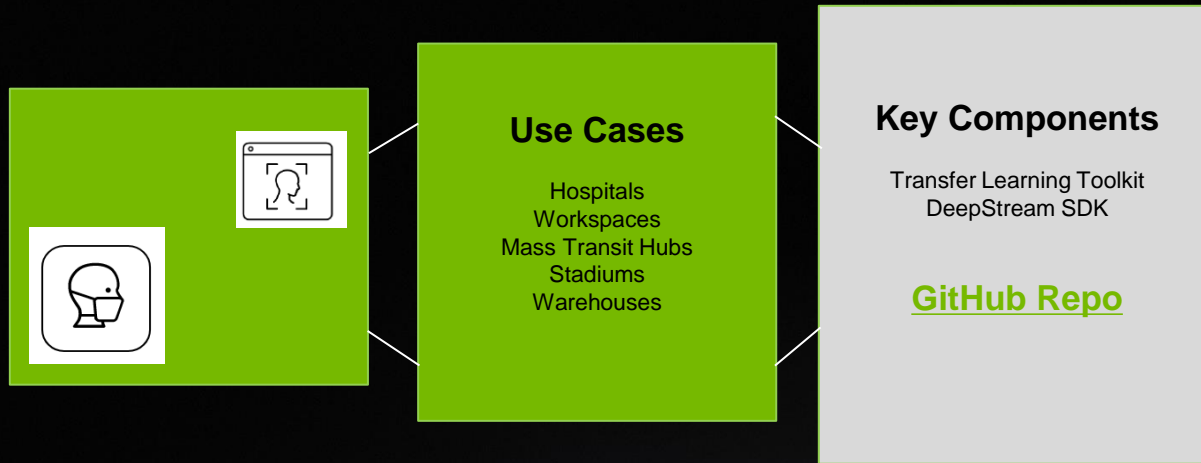 Use Cases
Hospitals
Workspaces
Mass Transit Hubs
Stadiums
Warehouses
Key Components
Transfer Learning Toolkit
DeepStream SDK
GitHub Repo